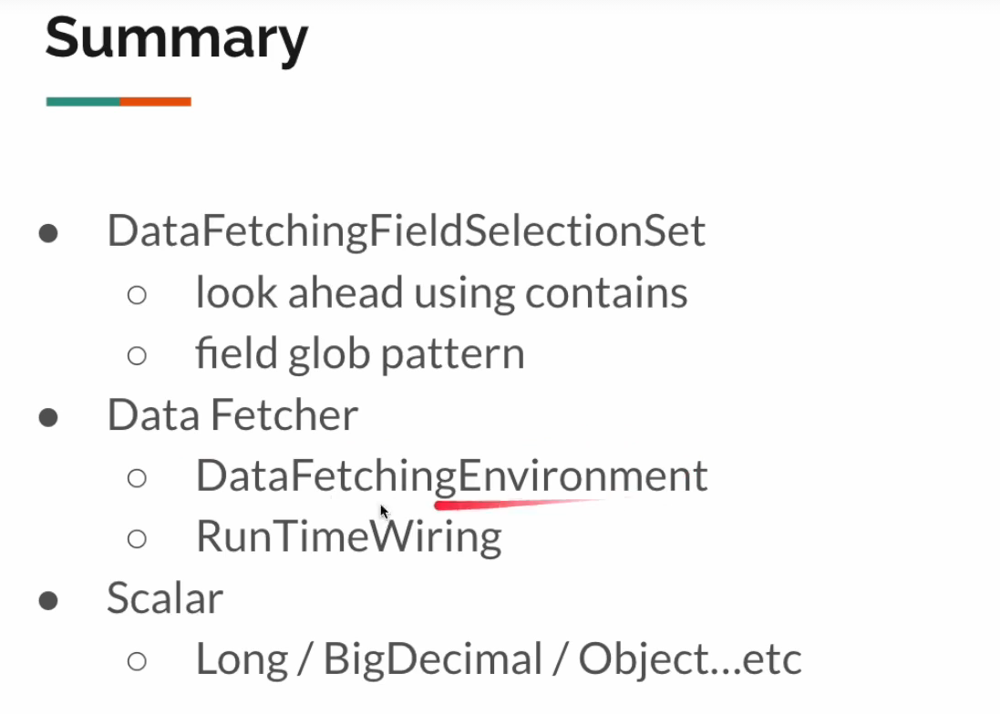 Summary
● DataFetchingFieldSelectionSet
○ look ahead using contains
○ field glob pattern
● Data Fetcher
○ DataFetchingEnvironment
○ RunTimeWiring
● Scalar
○ Long / BigDecimal / Object...etc